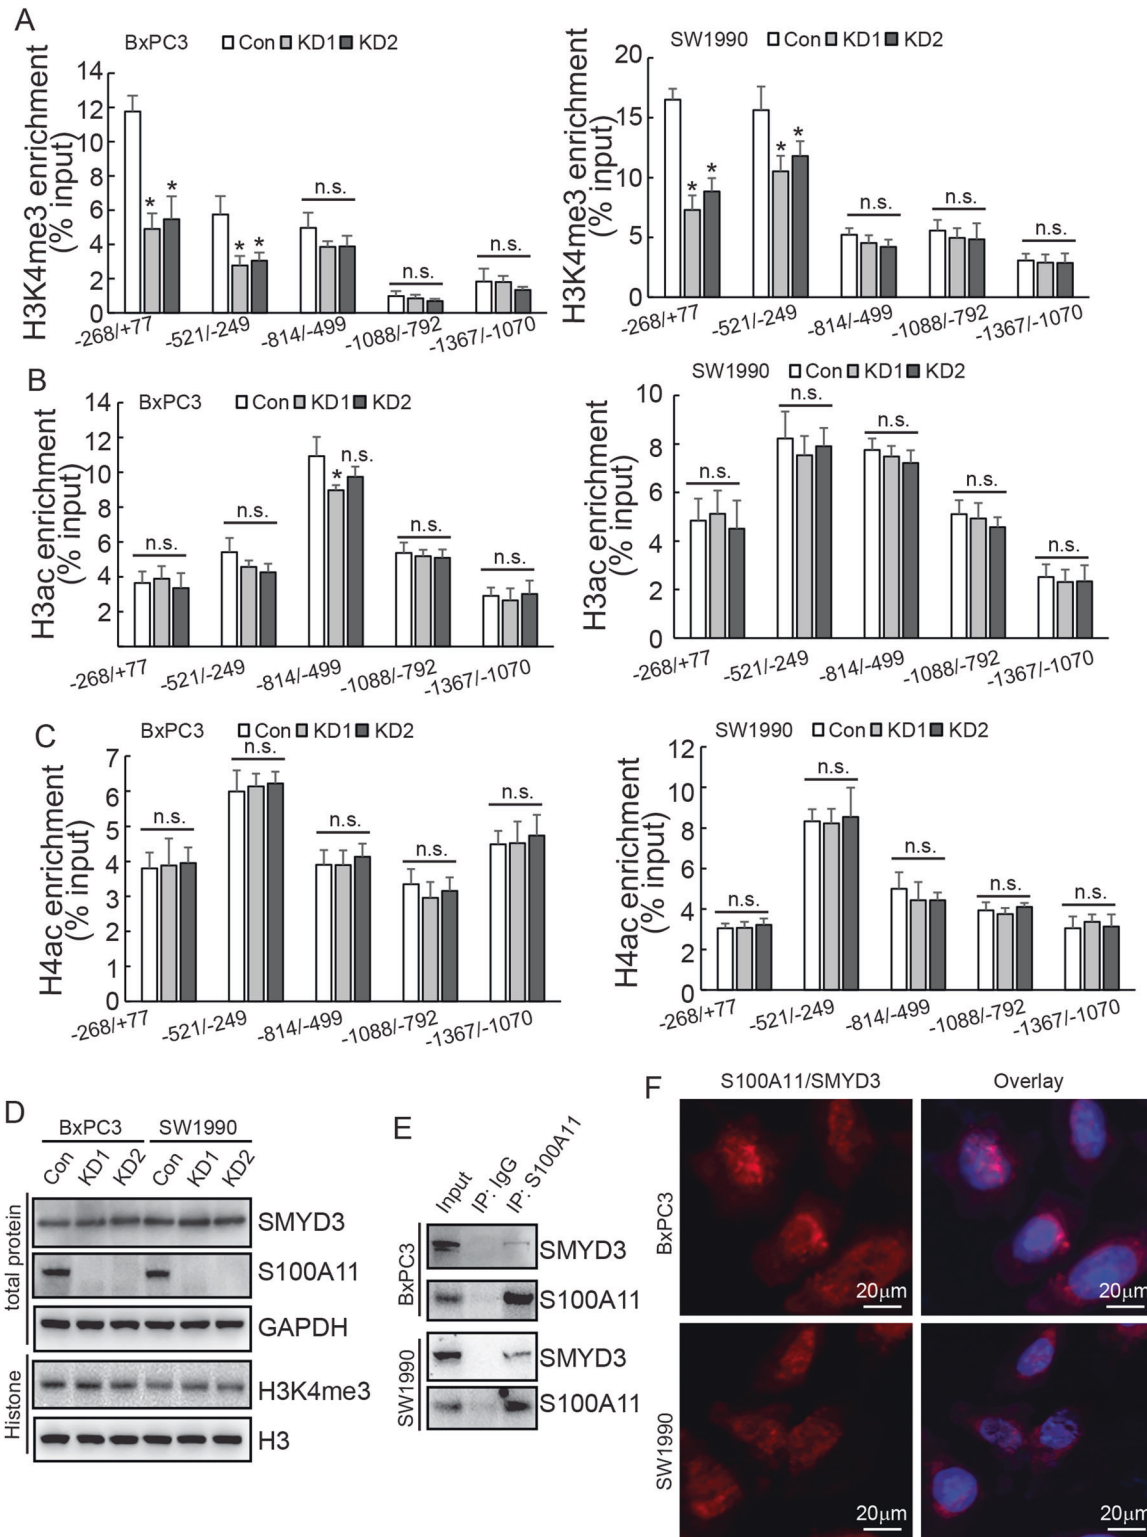 A
BxPC3 Con KD1 KD2
H3K4me3 enrichment
(% input)
14
12
10
8
6
4
2
0
* *
* *
n.s.
n.s.
n.s.
-268/+77
-521/-249
-814/-499
-1088/-792
-1367/-1070
SW1990 Con KD1 KD2
H3K4me3 enrichment
(% input)
20
15
10
5
0
* *
* *
n.s.
n.s.
n.s.
-268/+77
-521/-249
-814/-499
-1088/-792
-1367/-1070
B
BxPC3 Con KD1 KD2
H3ac enrichment
(% input)
14
12
10
8
6
4
2
n.s.
n.s.
* n.s.
n.s.
n.s.
-268/+77
-521/-249
-814/-499
-1088/-792
-1367/-1070
SW1990 Con KD1 KD2
H3ac enrichment
(% input)
10
8
6
4
2
0
n.s.
n.s.
n.s.
n.s.
n.s.
-268/+77
-521/-249
-814/-499
-1088/-792
-1367/-1070
C
BxPC3 Con KD1 KD2
H4ac enrichment
(% input)
7
6
5
4
3
2
1
0
n.s.
n.s.
n.s.
n.s.
n.s.
-268/+77
-521/-249
-814/-499
-1088/-792
-1367/-1070
SW1990 Con KD1 KD2
H4ac enrichment
(% input)
12
10
8
6
4
2
0
n.s.
n.s.
n.s.
n.s.
n.s.
-268/+77
-521/-249
-814/-499
-1088/-792
-1367/-1070
D
BxPC3 SW1990
Con KD1 KD2 Con KD1 KD2
total protein
SMYD3
S100A11
GAPDH
Histone
H3K4me3
H3
E
Input IP: IgG IP: S100A11
BxPC3
SMYD3
S100A11
SW1990
SMYD3
S100A11
F
S100A11/SMYD3 Overlay
BxPC3
20μm 20μm
SW1990
20μm 20μm